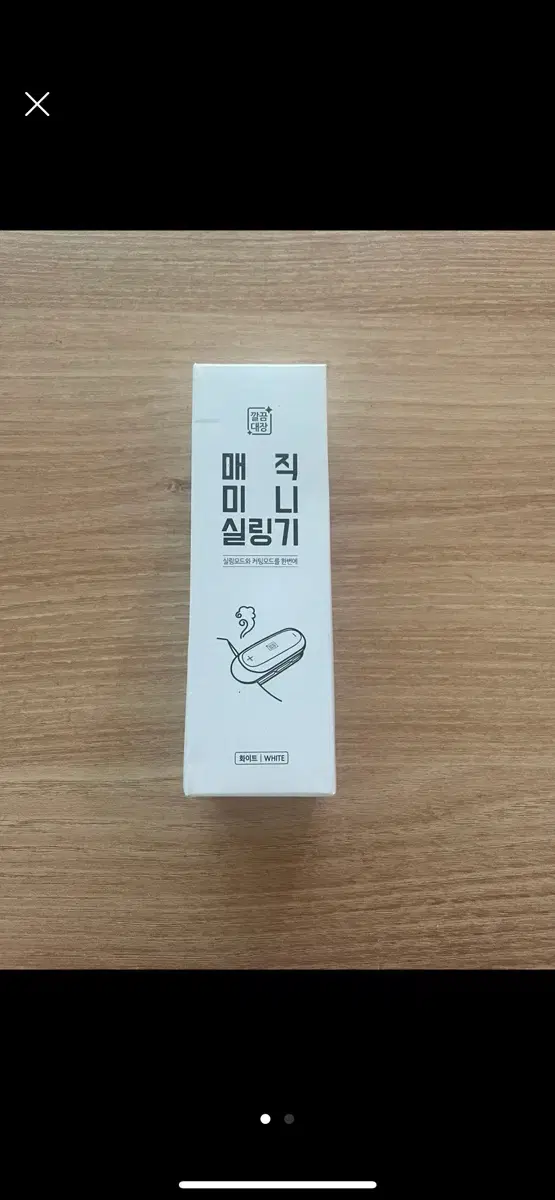 깔끔
대장
매직
미니
실링기
실링모드와 커팅모드를 한번에
화이트 | WHITE